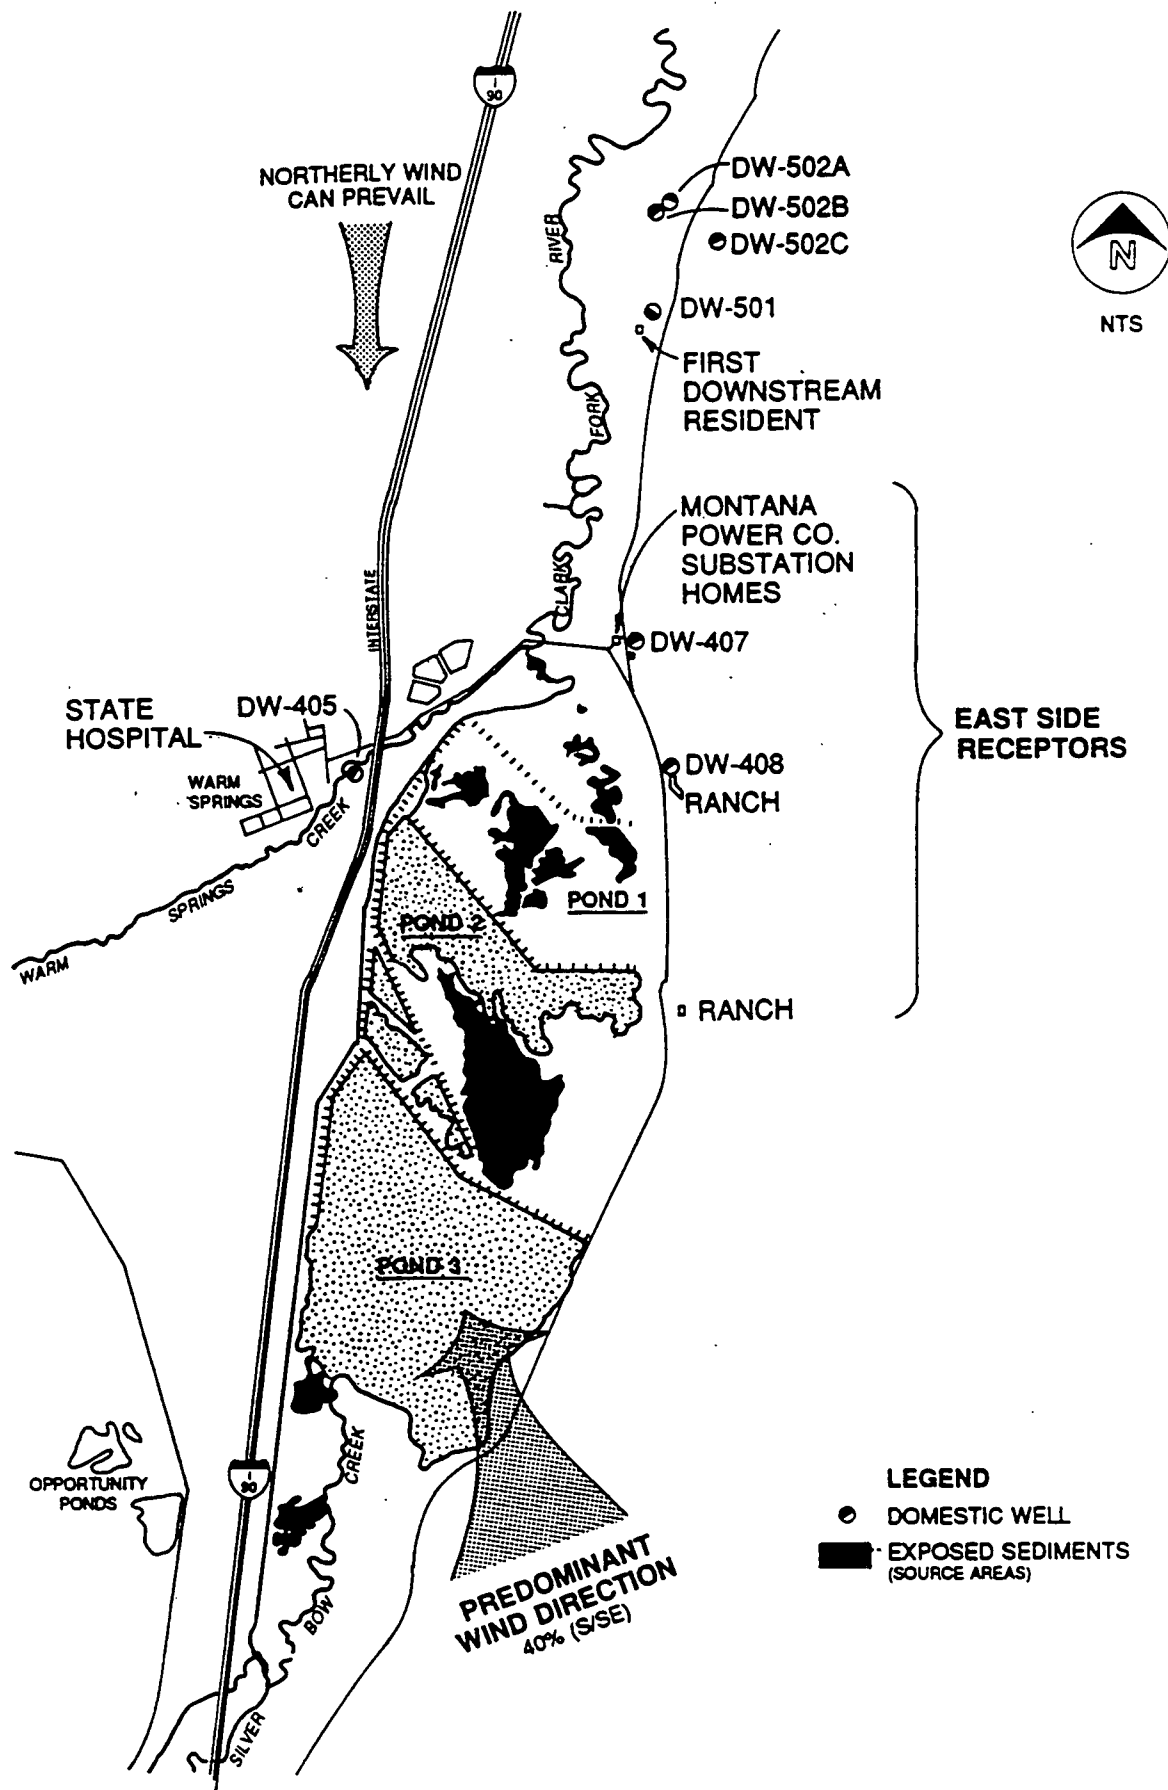 I
90
NORTHERLY WIND
CAN PREVAIL
DW-502A
DW-502B
DW-502C
RIVER
N
NTS
DW-501
FIRST
DOWNSTREAM
RESIDENT
FORK
MONTANA
POWER CO.
SUBSTATION
HOMES
CLARKS
INTERSTATE
DW-407
STATE
HOSPITAL
DW-405
EAST SIDE
RECEPTORS
WARM
SPRINGS
DW-408
RANCH
CREEK
SPRINGS
WARM
POND 1
POND 2
RANCH
POND 3
CREEK
OPPORTUNITY
PONDS
I
90
BOW
SILVER
PREDOMINANT
WIND DIRECTION
40% (S/SE)
LEGEND
DOMESTIC WELL
EXPOSED SEDIMENTS
(SOURCE AREAS)